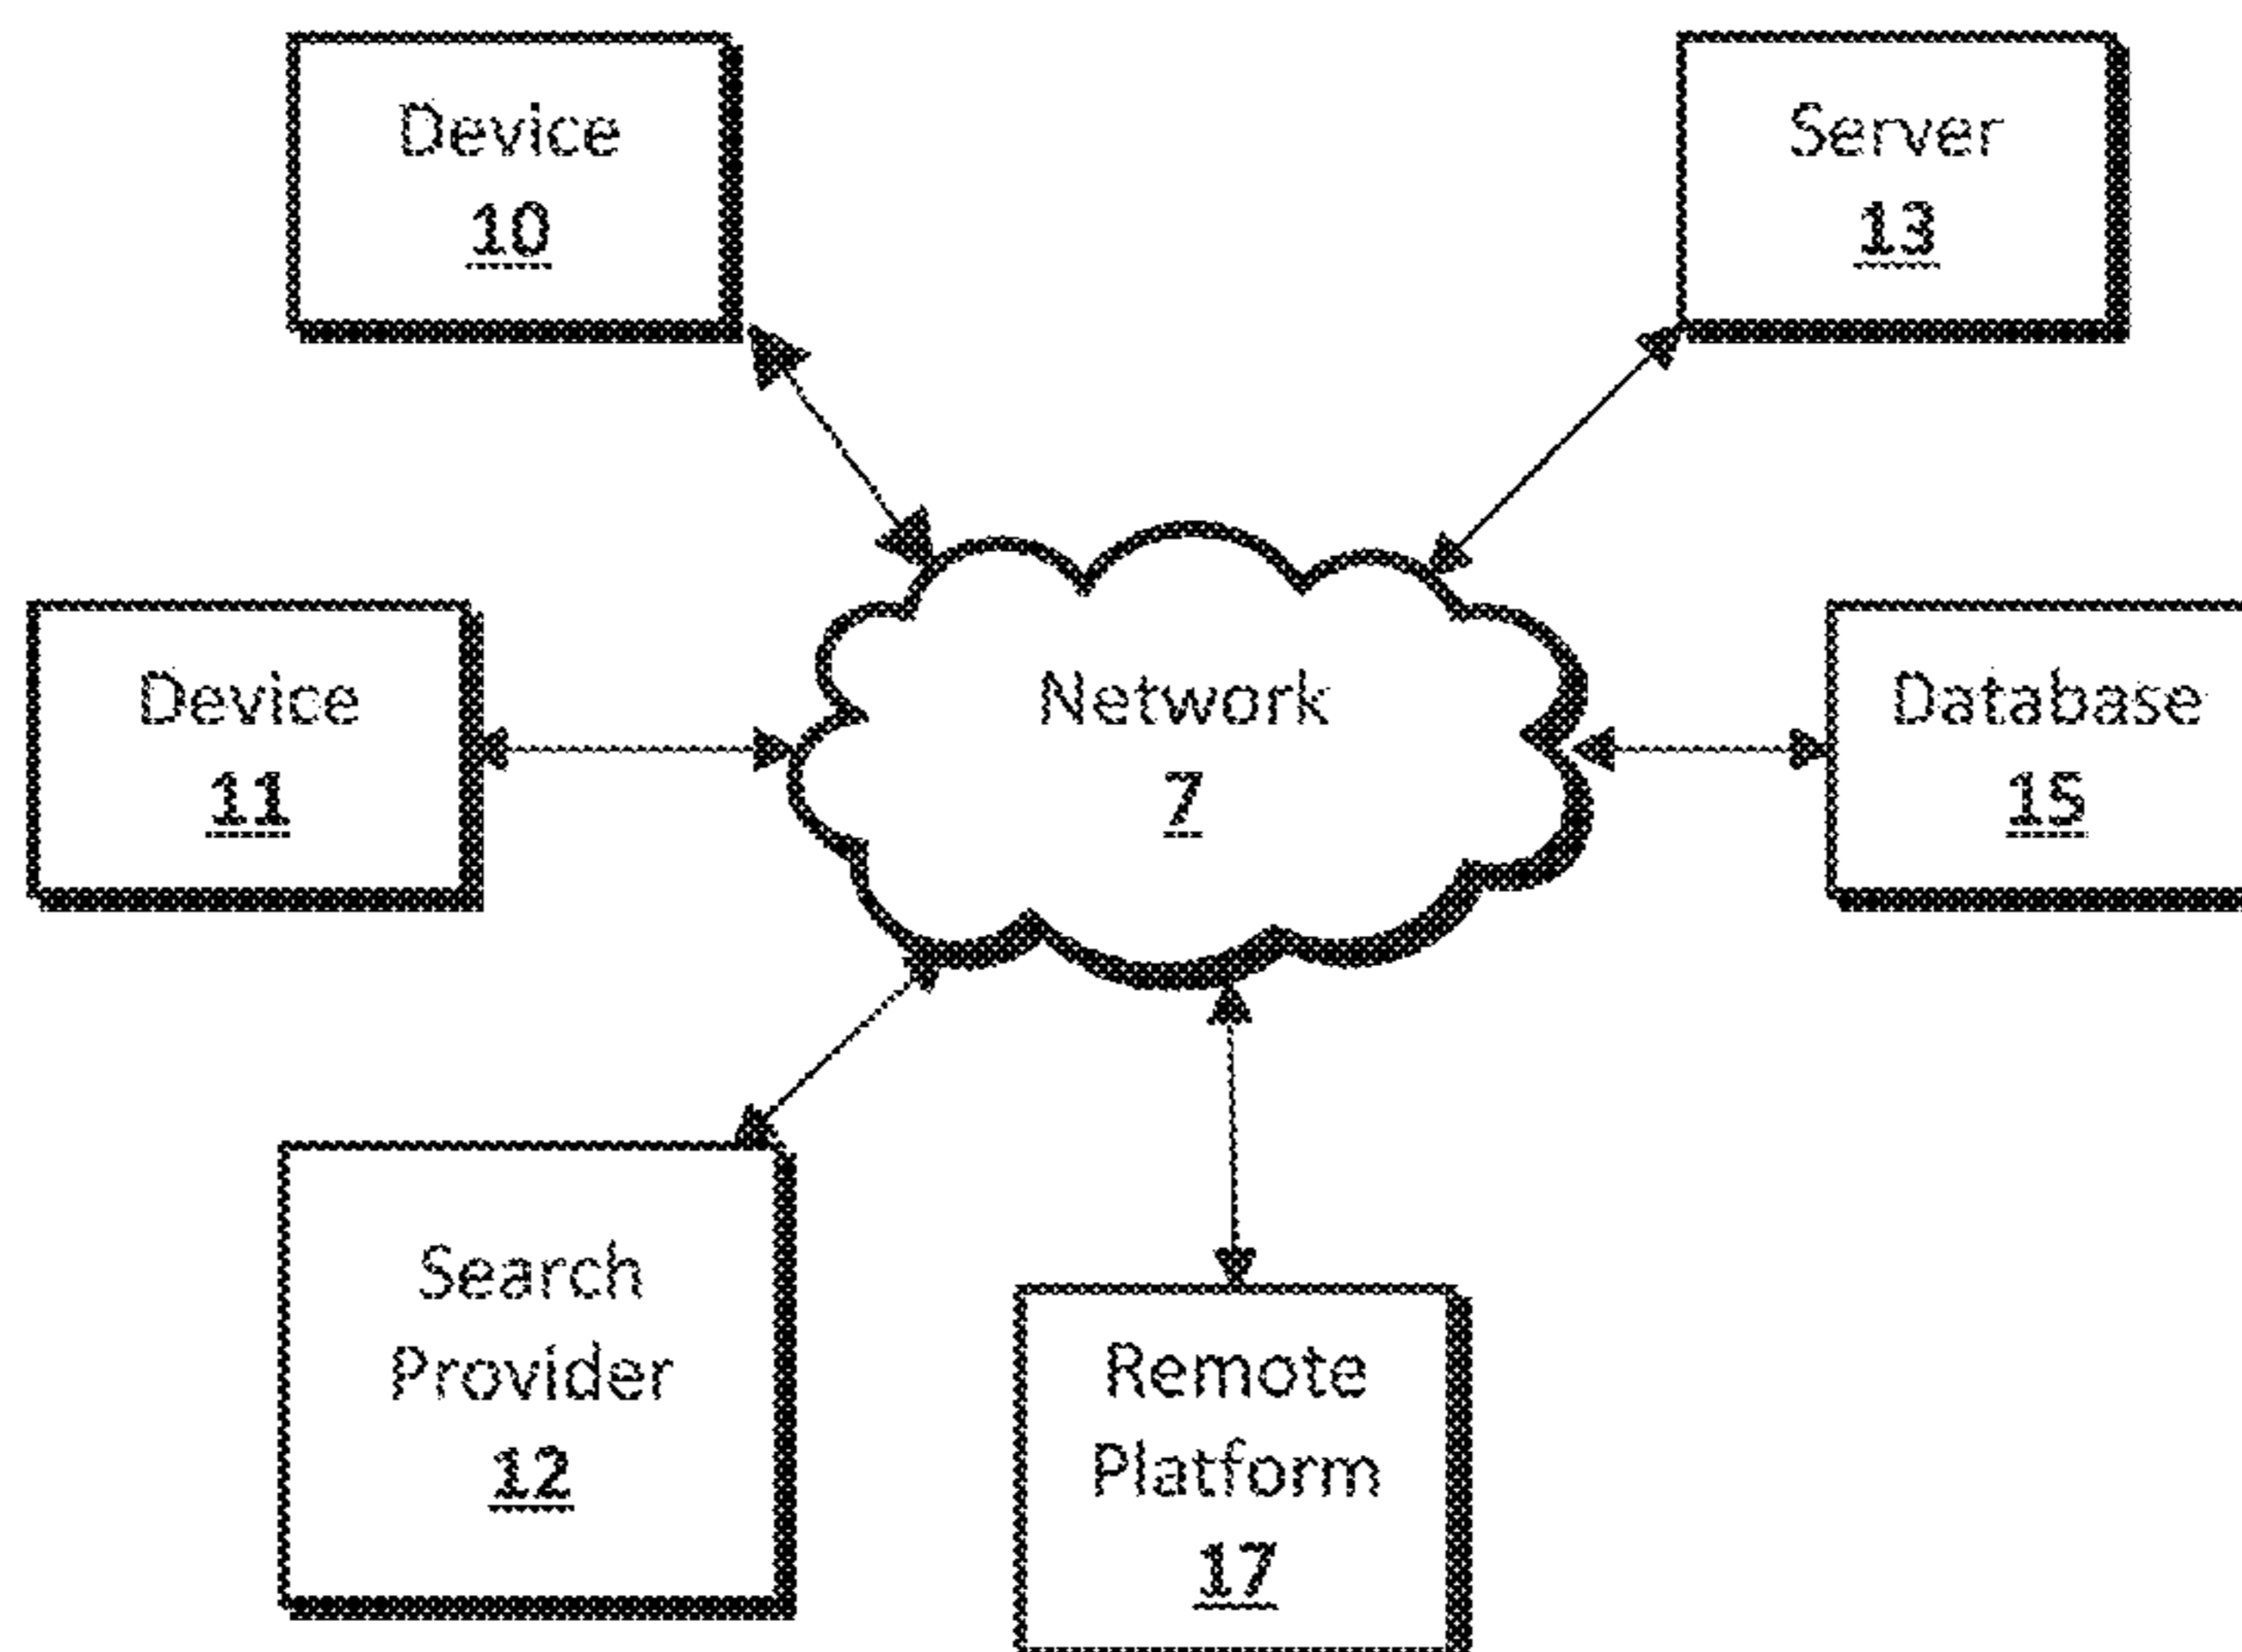 Device
10
Server
13
Device
11
Network
7
Database
15
Search
Provider
12
Remote
Platform
17